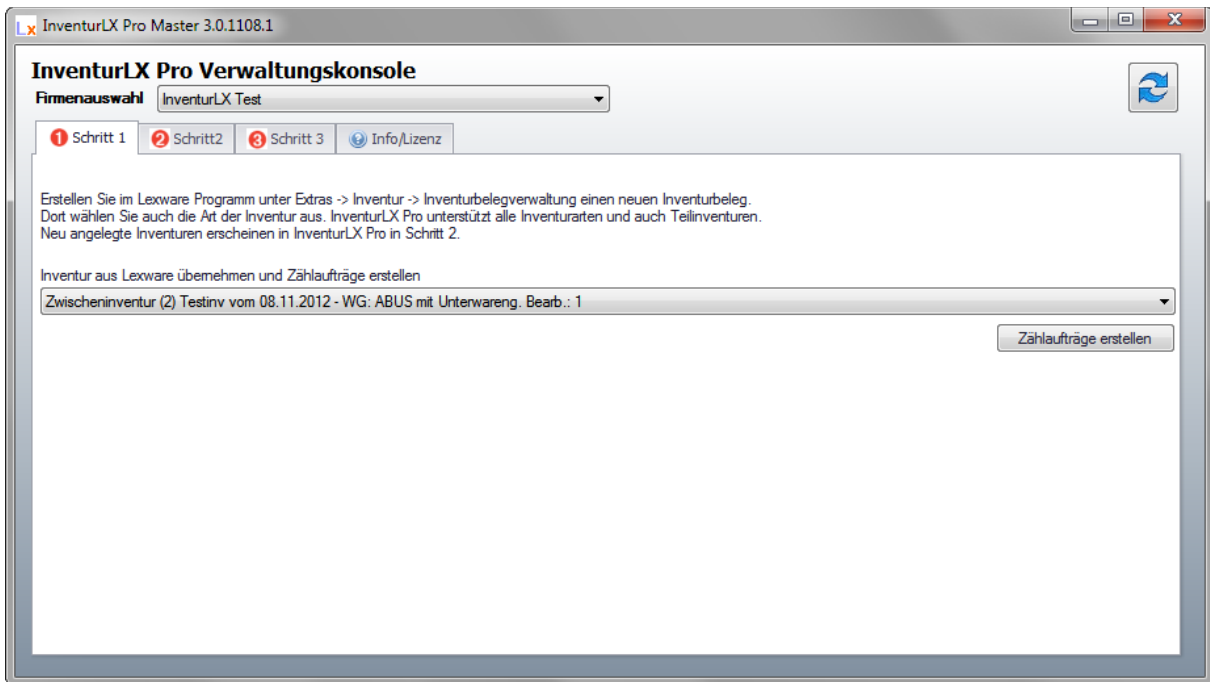 Lx InventurLX Pro Master 3.0.1108.1
InventurLX Pro Verwaltungskonsole
Firmenauswahl InventurLX Test
1 Schritt 1 2 Schritt2 3 Schritt 3 ? Info/Lizenz
Erstellen Sie im Lexware Programm unter Extras -> Inventur -> Inventurbelegverwaltung einen neuen Inventurbeleg.
Dort wählen Sie auch die Art der Inventur aus. InventurLX Pro unterstützt alle Inventurarten und auch Teilinventuren.
Neu angelegte Inventuren erscheinen in InventurLX Pro in Schritt 2.
Inventur aus Lexware übernehmen und Zählaufträge erstellen
Zwischeninventur (2) Testinv vom 08.11.2012 - WG: ABUS mit Unterwareng. Bearb.: 1
Zählaufträge erstellen